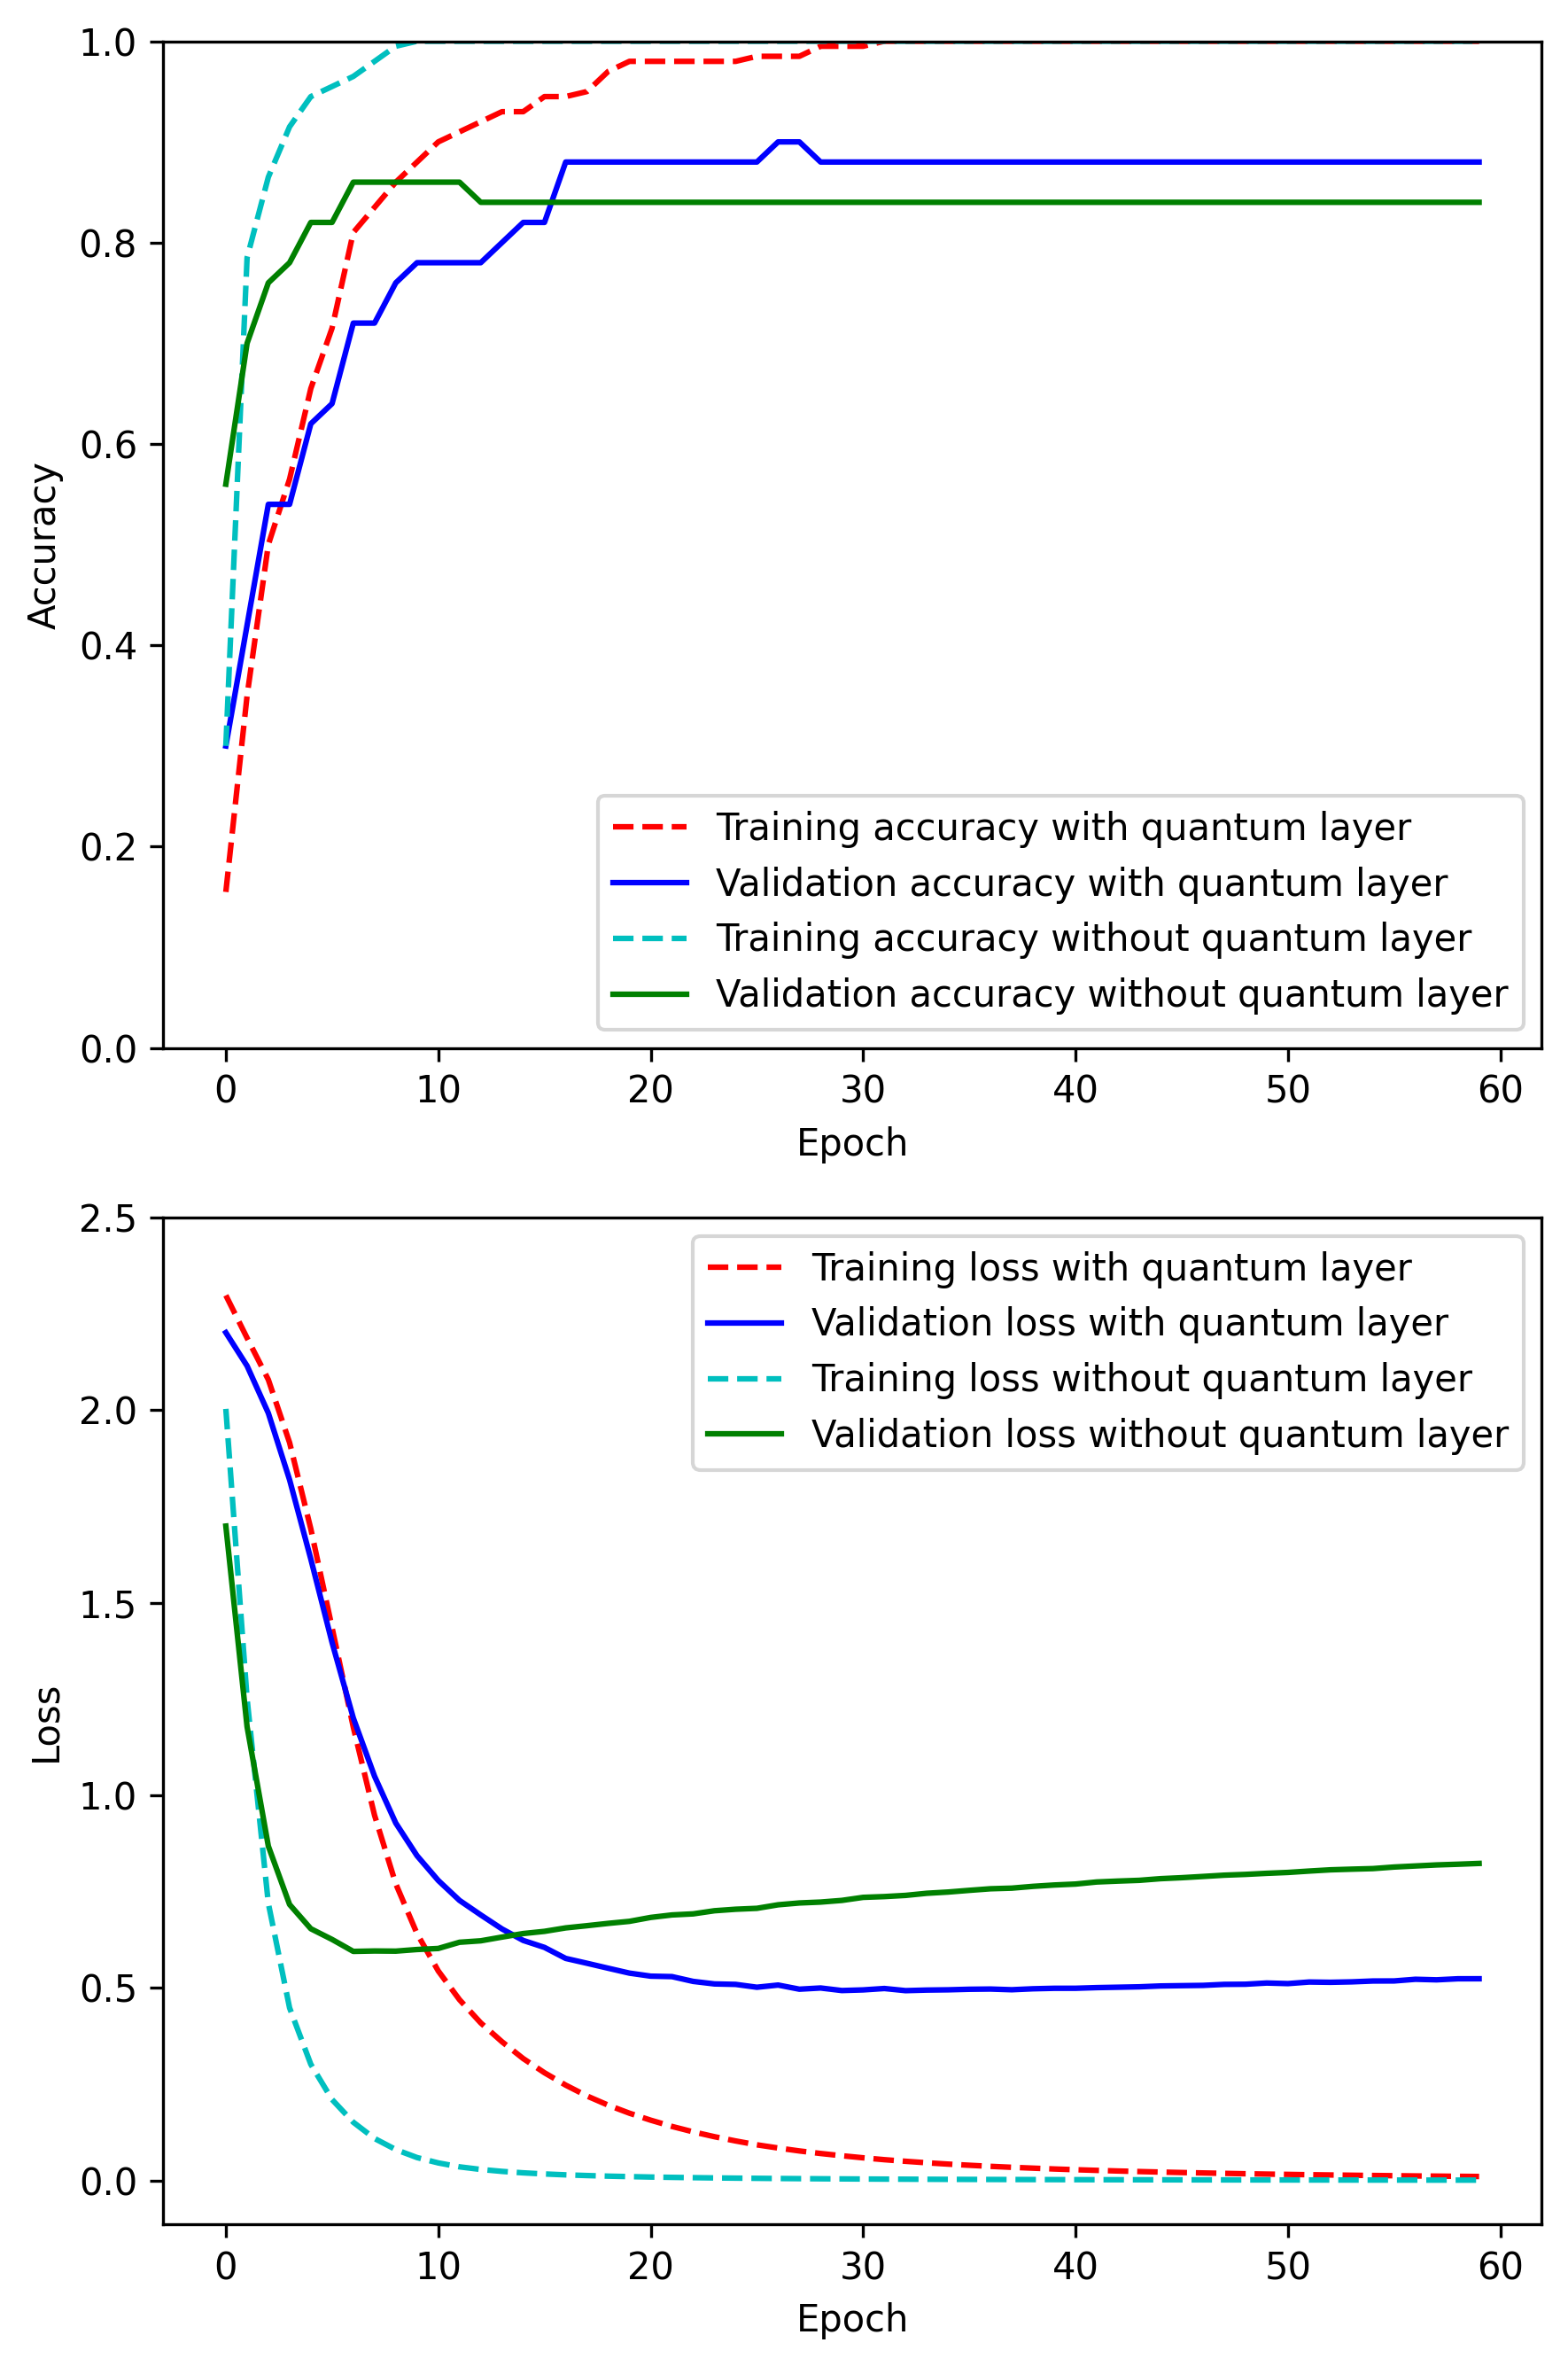 1.0
0.8
0.6
0.4
0.2
0.0
Accuracy
Training accuracy with quantum layer
Validation accuracy with quantum layer
Training accuracy without quantum layer
Validation accuracy without quantum layer
0 10 20 30 40 50 60
Epoch
2.5
2.0
1.5
1.0
0.5
0.0
Loss
Training loss with quantum layer
Validation loss with quantum layer
Training loss without quantum layer
Validation loss without quantum layer
0 10 20 30 40 50 60
Epoch